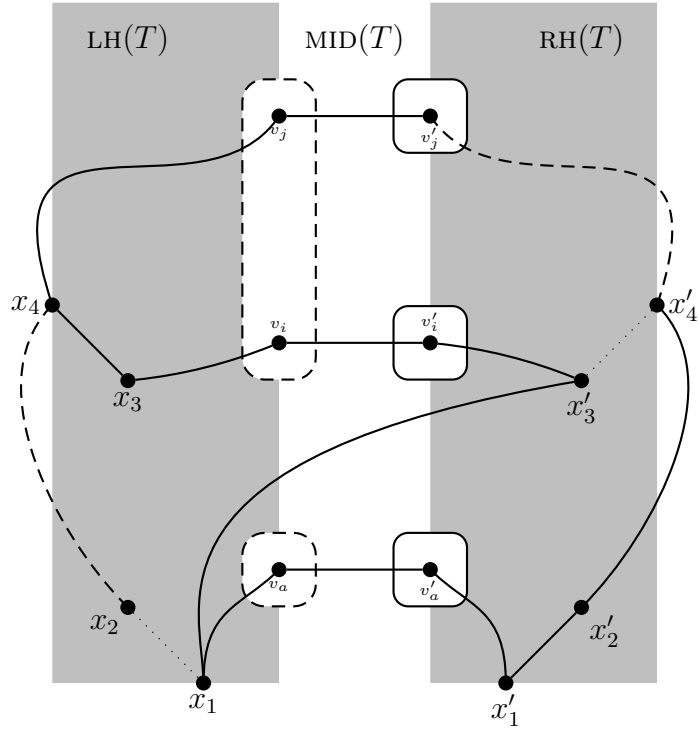 LH(T) MID(T) RH(T)
v_j v'_j
x_4 x'_4
v_i v'_i
x_3 x'_3
v_a v'_a
x_2 x'_2
x_1 x'_1